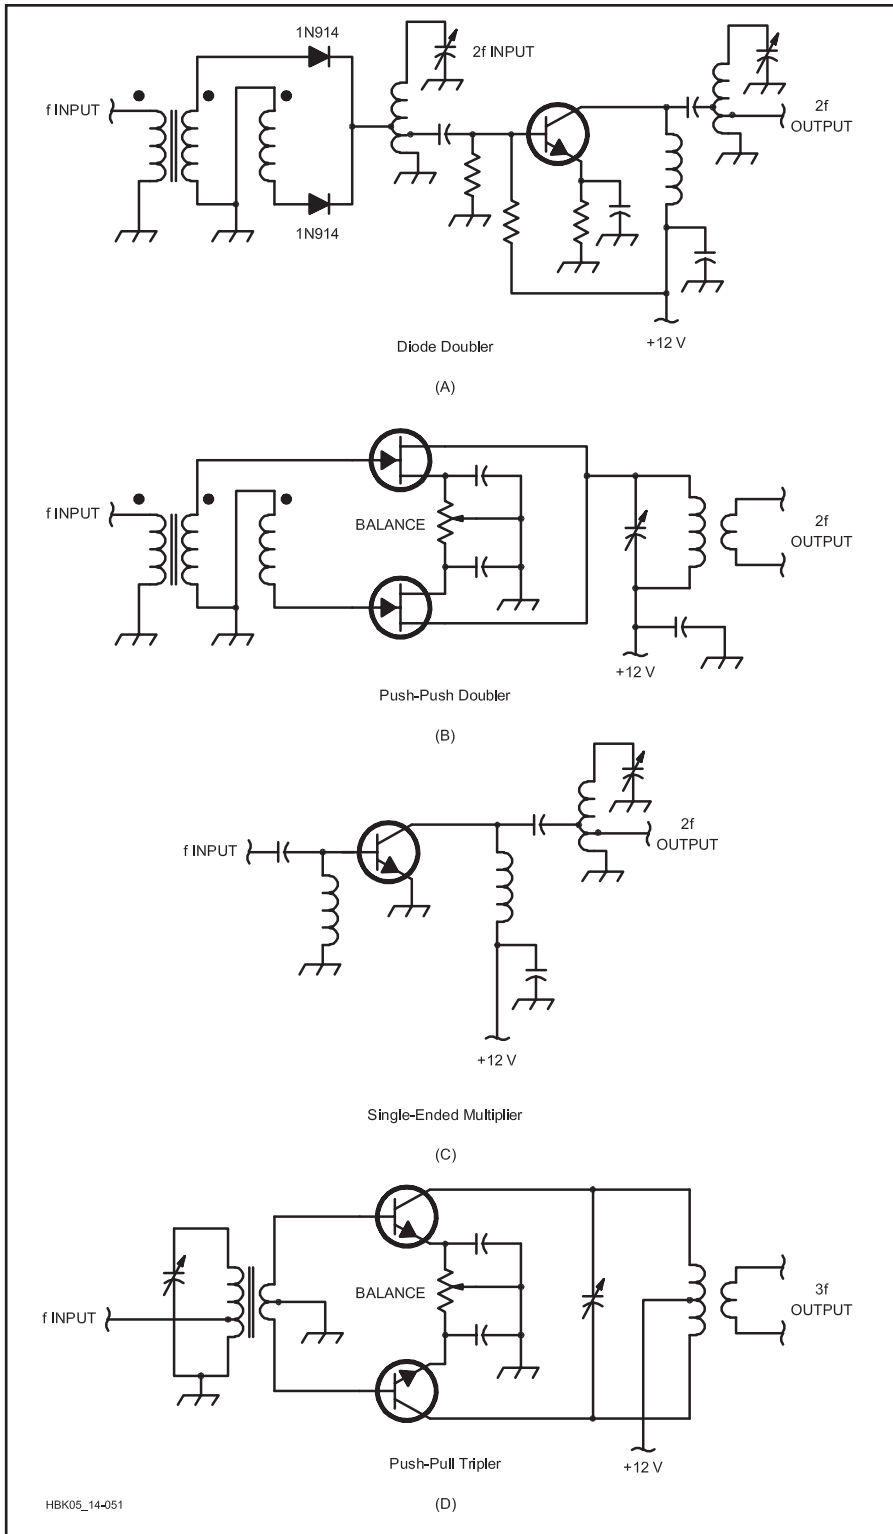 1N914
2f INPUT
f INPUT
2f
OUTPUT
1N914
+12 V
Diode Doubler
(A)
f INPUT
BALANCE
2f
OUTPUT
+12 V
Push-Push Doubler
(B)
f INPUT
2f
OUTPUT
+12 V
Single-Ended Multiplier
(C)
f INPUT
BALANCE
3f
OUTPUT
+12 V
Push-Pull Tripler
HBK05_14-051
(D)